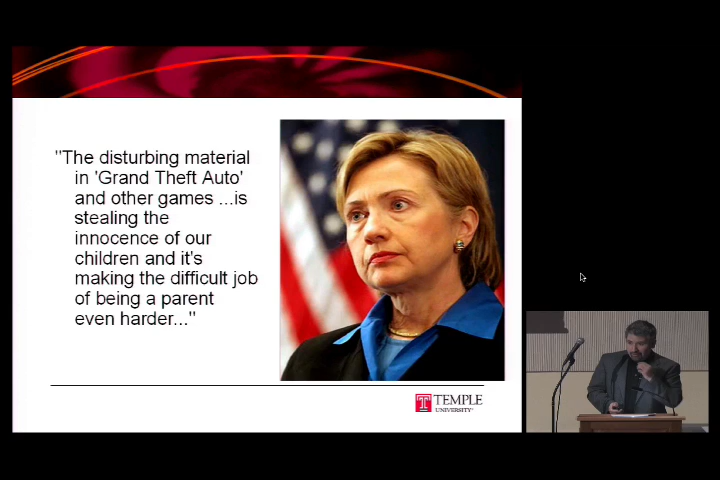 "The disturbing material
in 'Grand Theft Auto'
and other games ...is
stealing the
innocence of our
children and it's
making the difficult job
of being a parent
even harder..."
TEMPLE
UNIVERSITY